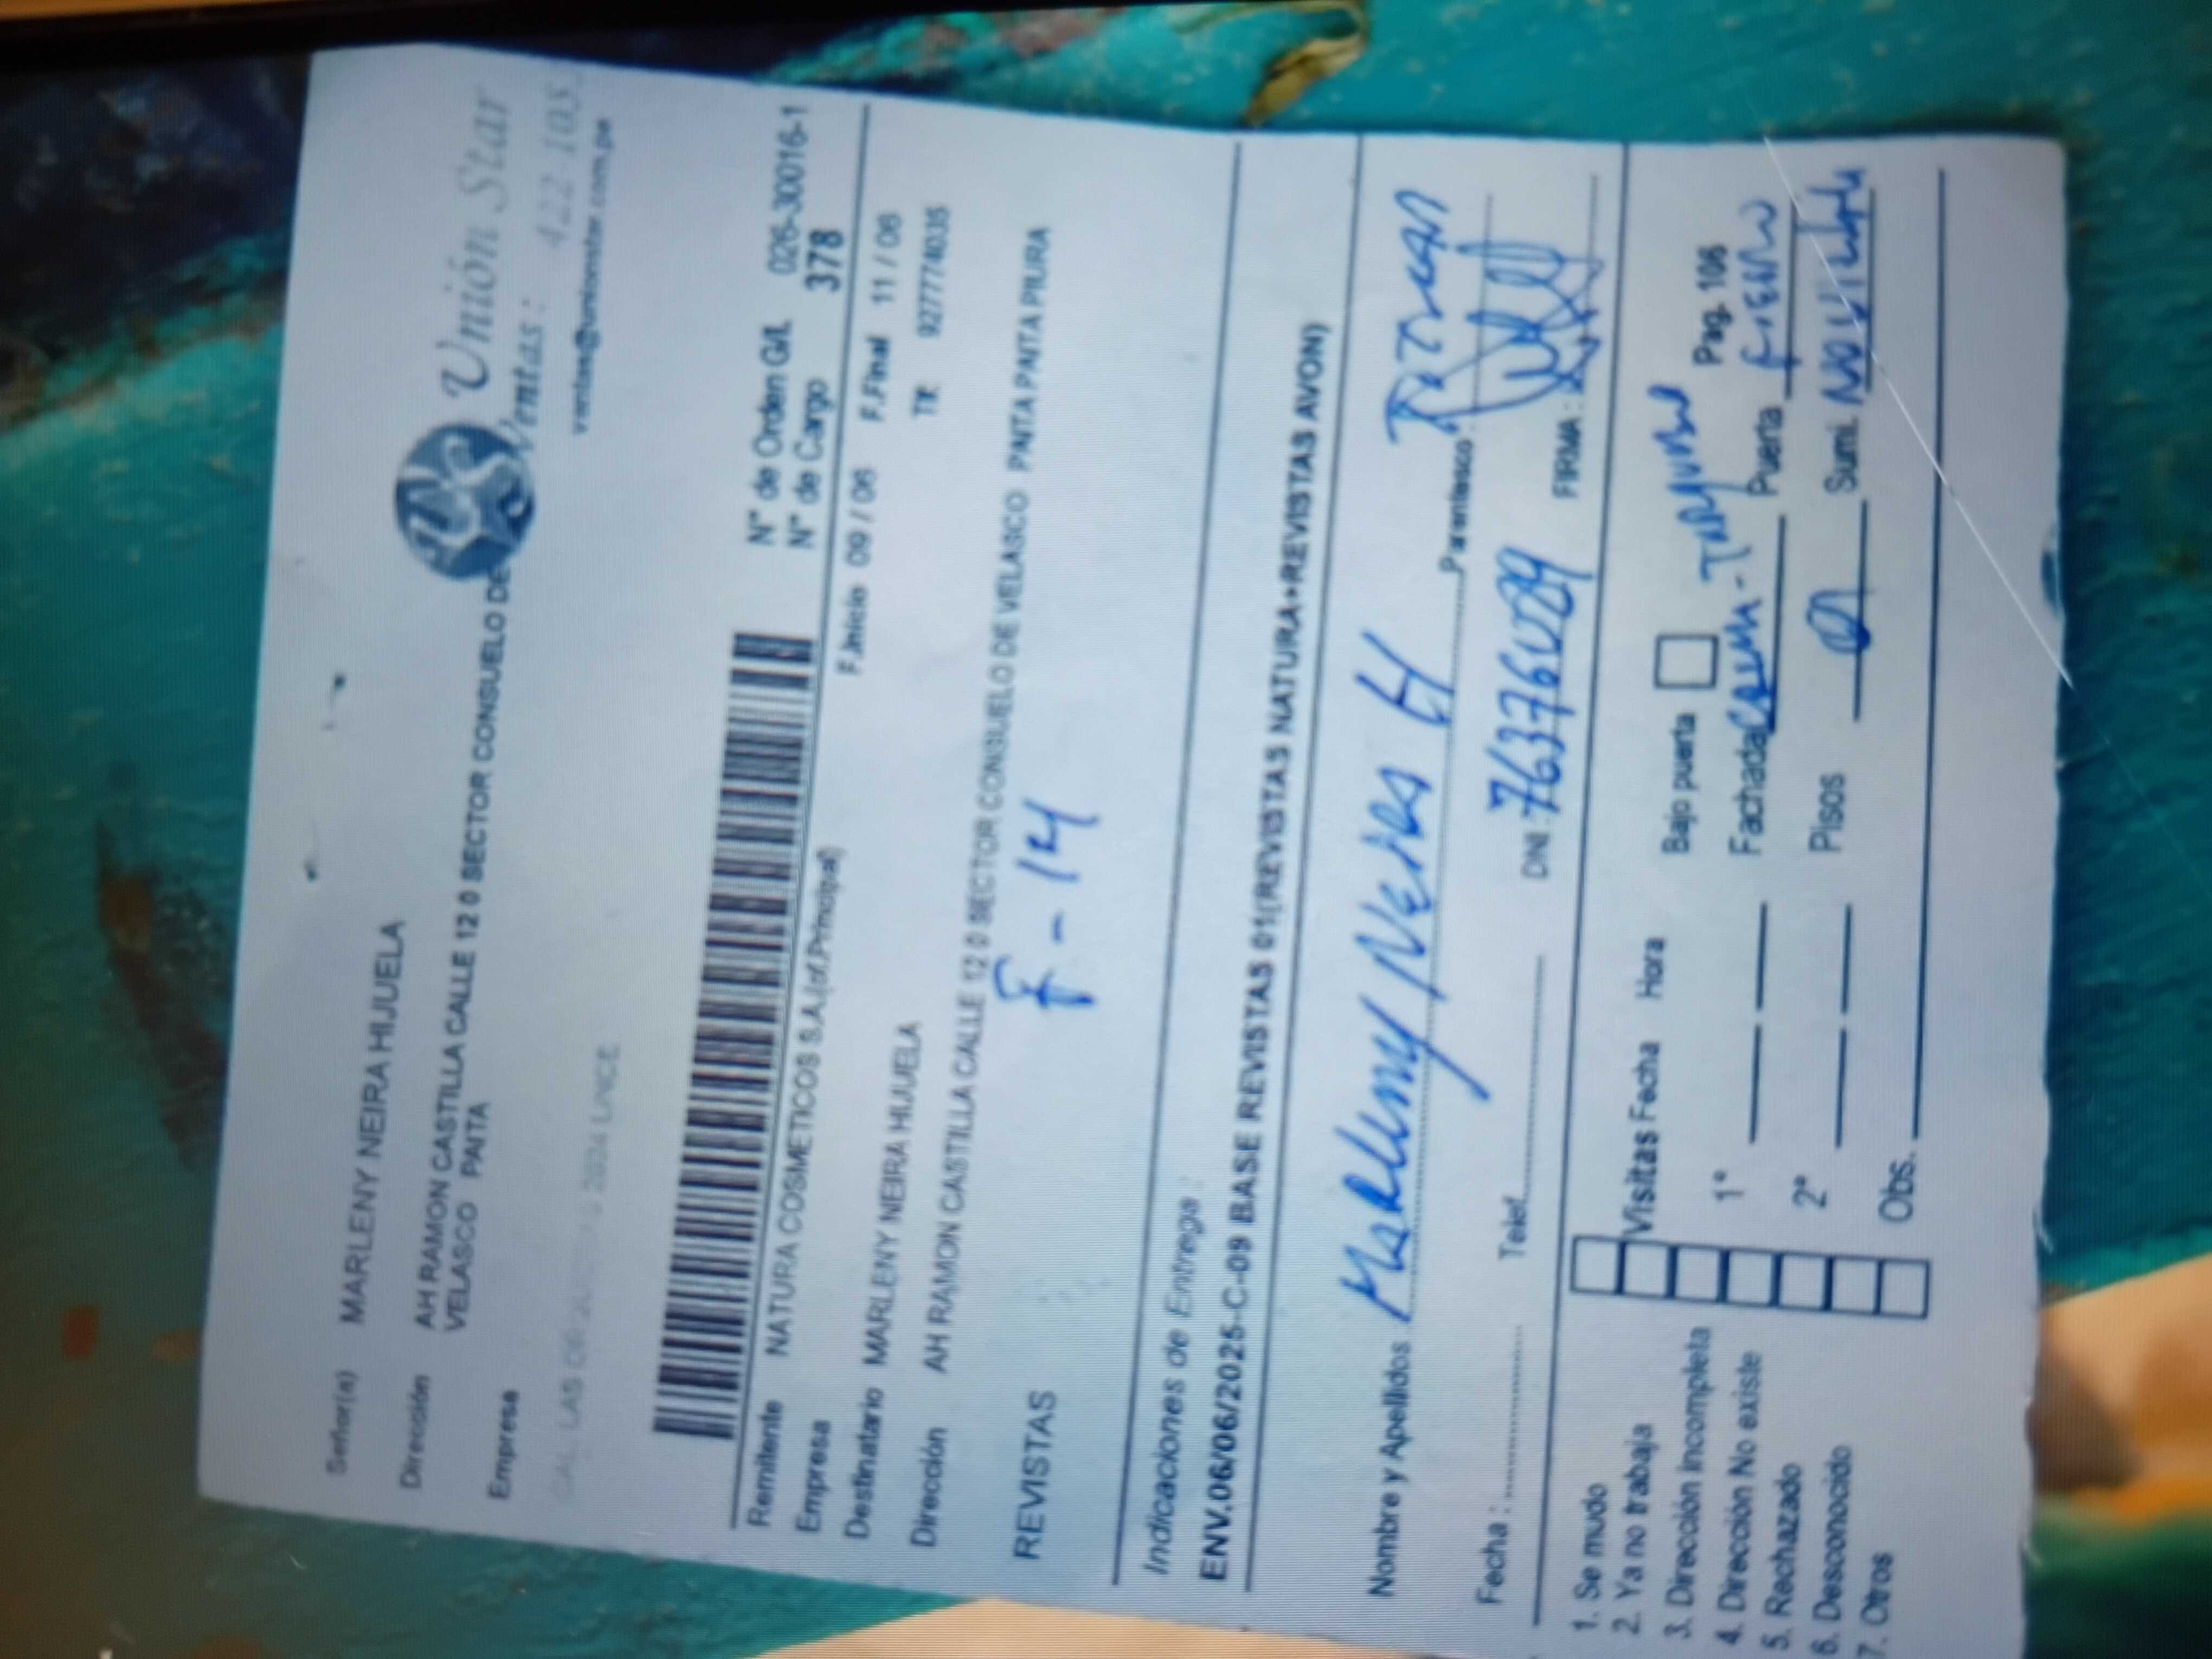 Señor(a) MARLENY NEIRA HIJUELA
Unión Star
Dirección AH RAMON CASTILLA CALLE 12 0 SECTOR CONSUELO DE
VELASCO PAITA
Ventas: 422 105
ventas@unionstar.com.pe
Empresa
Remitente
NATURA COSMETICOS S.A.(of.Principal)
Empresa
N° de Orden G/L 026-300016-1
N° de Cargo 378
F.Inicio 09 / 06 F.Final 11 / 06
Destinatario MARLENY NEIRA HIJUELA
Tlf. 927774035
Dirección AH RAMON CASTILLA CALLE 12 0 SECTOR CONSUELO DE VELASCO PAITA PAITA PIURA
F - 14
REVISTAS
Indicaciones de Entrega :
ENV.06/06/2025-C-09 BASE REVISTAS 01(REVISTAS NATURA+REVISTAS AVON)
Nombre y Apellidos Marleny Neira H Parentesco:
Fecha : Telef. DNI FIRMA :
1. Se mudo
2. Ya no trabaja
3. Dirección incompleta
4. Dirección No existe
5. Rechazado
6. Desconocido
7. Otros
Visitas Fecha Hora
1°
2°
Obs.
Bajo puerta Pag. 106
Fachada Puerta
Pisos Sumi.